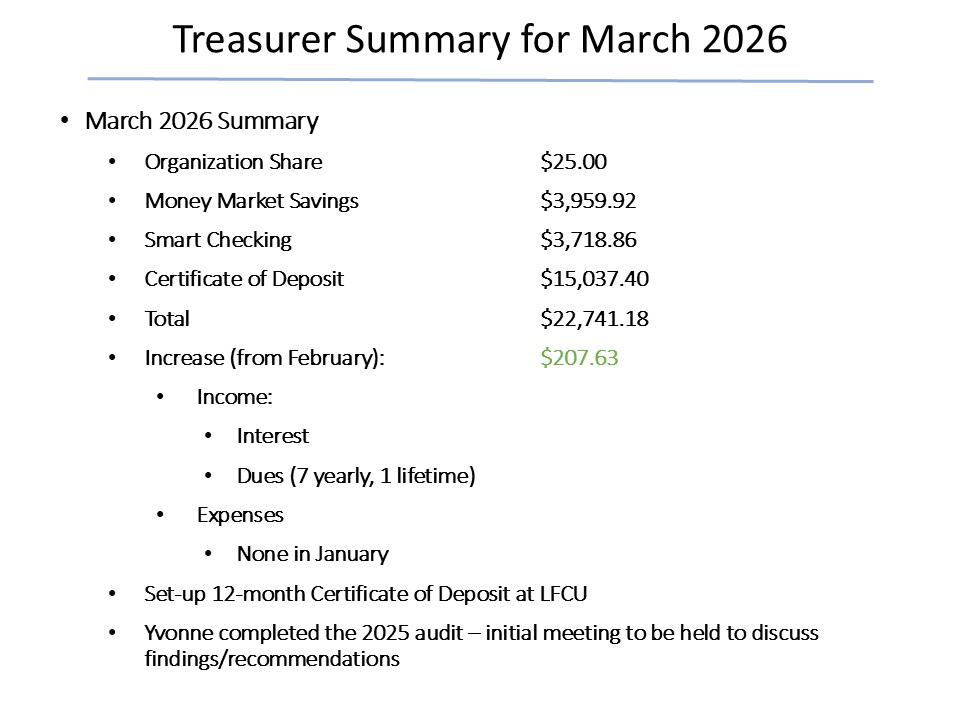 Treasurer Summary for March 2026
• March 2026 Summary
• Organization Share $25.00
• Money Market Savings $3,959.92
• Smart Checking $3,718.86
• Certificate of Deposit $15,037.40
• Total $22,741.18
• Increase (from February): $207.63
• Income:
• Interest
• Dues (7 yearly, 1 lifetime)
• Expenses
• None in January
• Set-up 12-month Certificate of Deposit at LFCU
• Yvonne completed the 2025 audit – initial meeting to be held to discuss
findings/recommendations